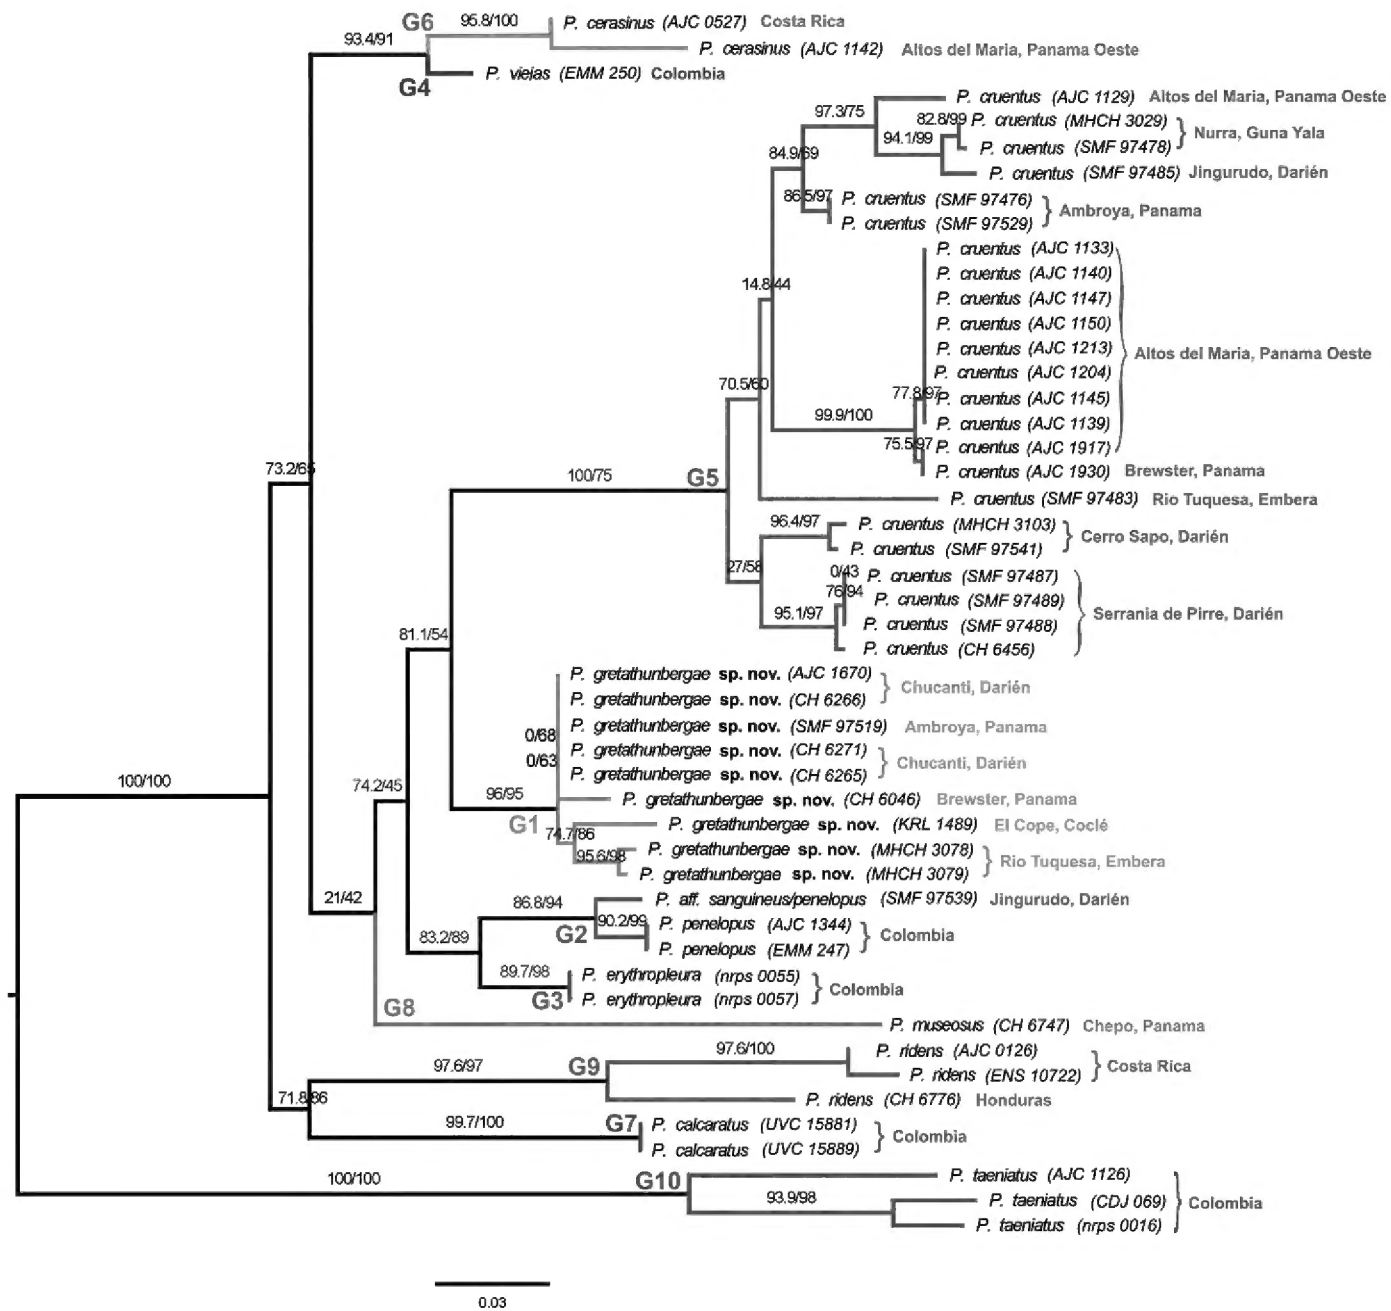 G6 95.8/100 P. cerasinus (AJC 0527) Costa Rica
93.4/91
P. cerasinus (AJC 1142) Altos del Maria, Panama Oeste
G4 P. viejas (EMM 250) Colombia
97.3/75 P. cruentus (AJC 1129) Altos del Maria, Panama Oeste
82.8/99 P. cruentus (MHCH 3029)
Nurra, Guna Yala
94.1/99 P. cruentus (SMF 97478)
84.9/69
P. cruentus (SMF 97485) Jingurudo, Darién
86.5/97 P. cruentus (SMF 97476)
Ambroya, Panama
P. cruentus (SMF 97529)
P. cruentus (AJC 1133)
P. cruentus (AJC 1140)
14.8/44
P. cruentus (AJC 1147)
P. cruentus (AJC 1150)
P. cruentus (AJC 1213)
Altos del Maria, Panama Oeste
P. cruentus (AJC 1204)
70.5/60
77.8/97 P. cruentus (AJC 1145)
99.9/100 P. cruentus (AJC 1139)
75.5/97 P. cruentus (AJC 1917)
P. cruentus (AJC 1930) Brewster, Panama
73.2/65
100/75 G5
P. cruentus (SMF 97483) Rio Tuquesa, Embera
96.4/97 P. cruentus (MHCH 3103)
Cerro Sapo, Darién
P. cruentus (SMF 97541)
27/58
0/43 P. cruentus (SMF 97487)
76/94 P. cruentus (SMF 97489)
95.1/97 Serrania de Pirre, Darién
P. cruentus (SMF 97488)
81.1/54
P. cruentus (CH 6456)
P. gretathunbergae sp. nov. (AJC 1670)
Chucanti, Darién
P. gretathunbergae sp. nov. (CH 6266)
P. gretathunbergae sp. nov. (SMF 97519) Ambroya, Panama
0/68
P. gretathunbergae sp. nov. (CH 6271)
0/63 Chucanti, Darién
P. gretathunbergae sp. nov. (CH 6265)
100/100
74.2/45
96/95 P. gretathunbergae sp. nov. (CH 6046) Brewster, Panama
G1 P. gretathunbergae sp. nov. (KRL 1489) El Cope, Coclé
74.7/86
95.6/98 P. gretathunbergae sp. nov. (MHCH 3078)
Rio Tuquesa, Embera
P. gretathunbergae sp. nov. (MHCH 3079)
21/42
86.8/94 P. aff. sanguineus/penelopus (SMF 97539) Jingurudo, Darién
90.2/99 P. penelopus (AJC 1344)
83.2/89 G2 Colombia
P. penelopus (EMM 247)
89.7/98 P. erythropleura (nrps 0055)
Colombia
G3 P. erythropleura (nrps 0057)
G8
P. museosus (CH 6747) Chepo, Panama
97.6/100 P. ridens (AJC 0126)
97.6/97 G9 Costa Rica
P. ridens (ENS 10722)
71.8/86
P. ridens (CH 6776) Honduras
99.7/100 G7 P. calcaratus (UVC 15881)
Colombia
P. calcaratus (UVC 15889)
100/100 G10 P. taeniatus (AJC 1126)
93.9/98 P. taeniatus (CDJ 069) Colombia
P. taeniatus (nrps 0016)
0.03